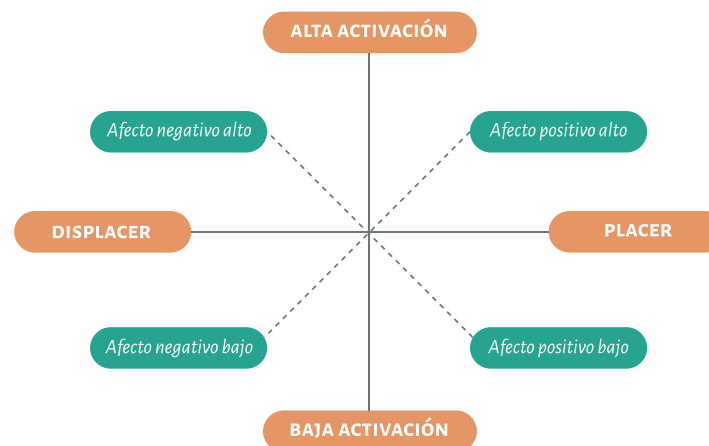 ALTA ACTIVACIÓN
Afecto negativo alto
Afecto positivo alto
DISPLACER
PLACER
Afecto negativo bajo
Afecto positivo bajo
BAJA ACTIVACIÓN